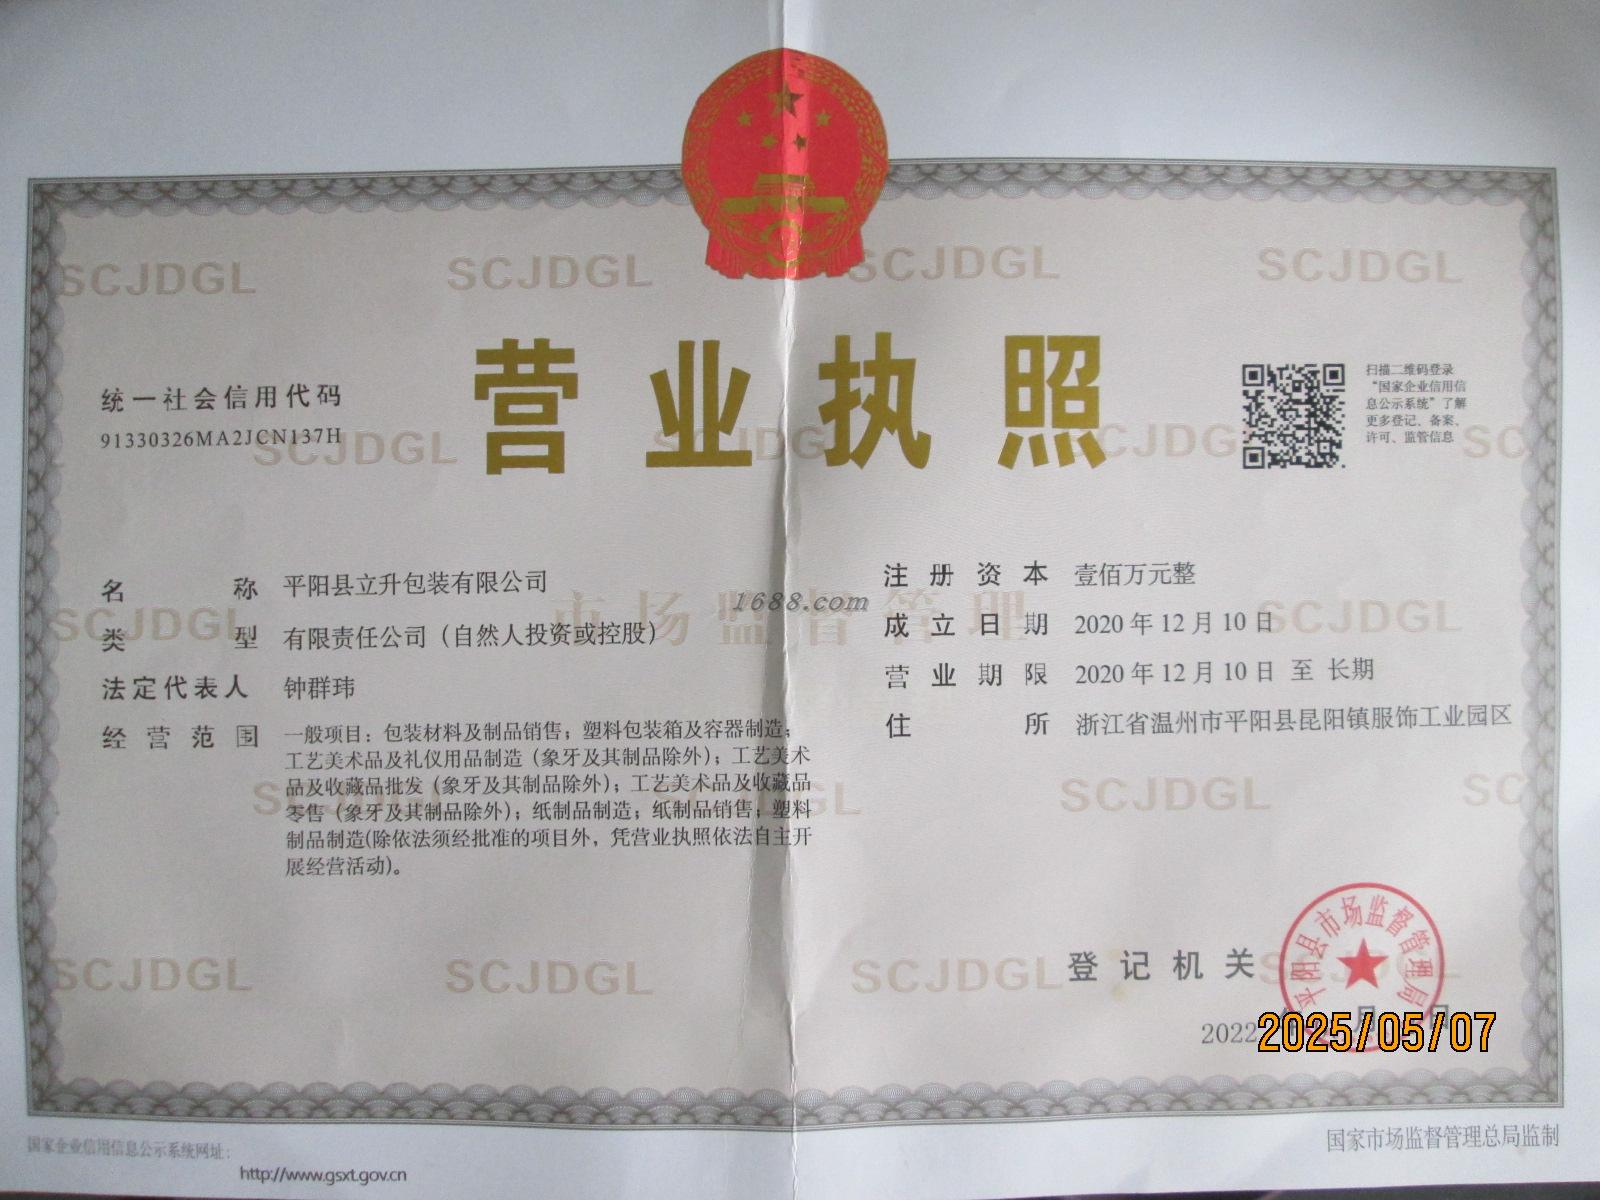 SCJDGL SCJDGL SCJDGL SCJDGL
营业执照
统一社会信用代码
91330326MA2JCN137H
扫描二维码登录
“国家企业信用信
息公示系统”了解
更多登记、备案、
许可、监管信息
SCJDGL SCJDGL SCJDG SC
名称 平阳县立升包装有限公司
类型 有限责任公司（自然人投资或控股）
法定代表人 钟群玮
经营范围 一般项目：包装材料及制品销售；塑料包装箱及容器制造；
工艺美术品及礼仪用品制造（象牙及其制品除外）；工艺美术
品及收藏品批发（象牙及其制品除外）；工艺美术品及收藏品
零售（象牙及其制品除外）；纸制品制造；纸制品销售；塑料
制品制造(除依法须经批准的项目外，凭营业执照依法自主开
展经营活动)。
注册资本 壹佰万元整
成立日期 2020年12月10日
营业期限 2020年12月10日 至 长期
住所 浙江省温州市平阳县昆阳镇服饰工业园区
市场监督管理
1688.com
SCJDGL SCJDGL
SCJDGL SC
SCJDGL SCJDGL SCJDGL
登记机关
平阳县市场监督管理局
2022 年 月 日
2025/05/07
国家企业信用信息公示系统网址：
http://www.gsxt.gov.cn
国家市场监督管理总局监制